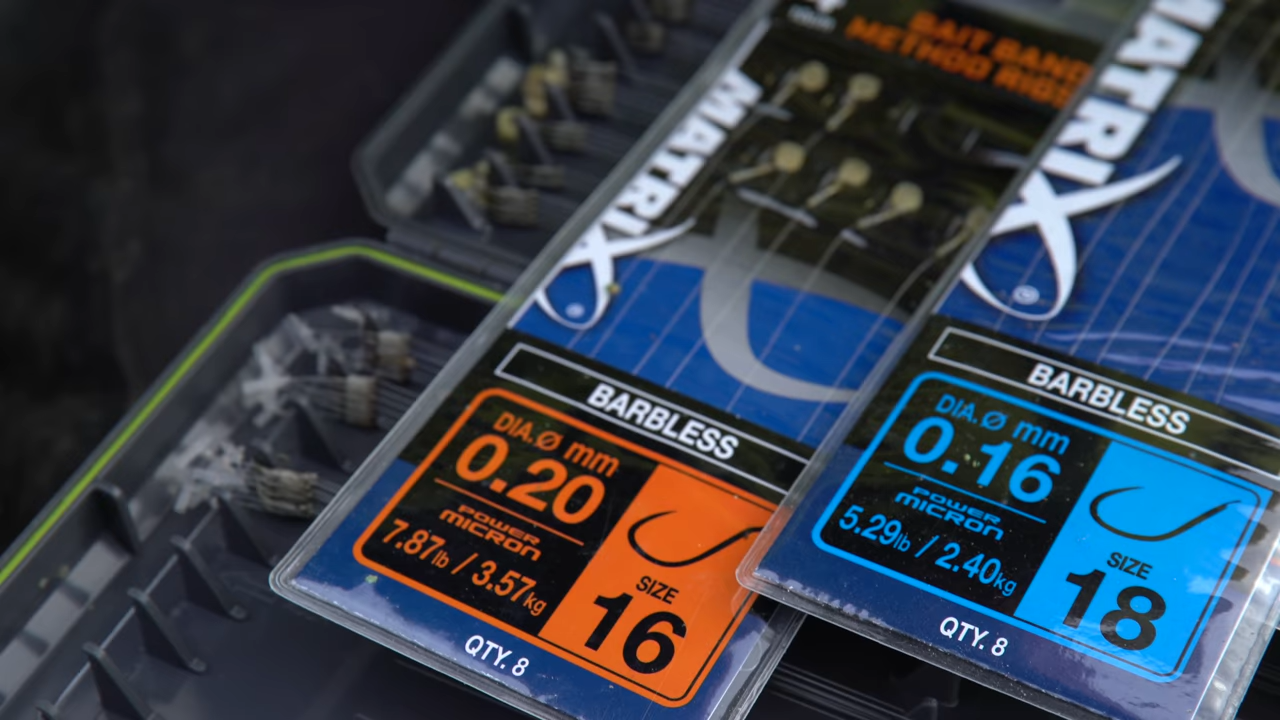 BAIT BAND
METHOD RIGS
MATRIX
BARBLESS
DIA.Ø mm
0.20
POWER
MICRON
7.87lb / 3.57kg
SIZE
16
QTY. 8
MATRIX
BARBLESS
DIA.Ø mm
0.16
POWER
MICRON
5.29lb / 2.40kg
SIZE
18
QTY. 8